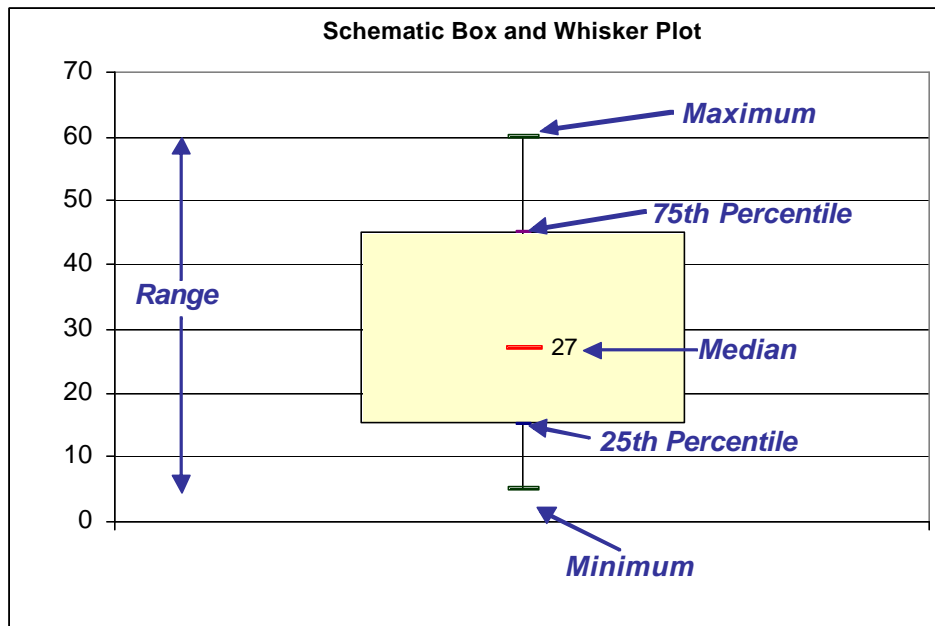 Schematic Box and Whisker Plot
70
Maximum
60
75th Percentile
50
40
Range
30
27
Median
20
25th Percentile
10
0
Minimum